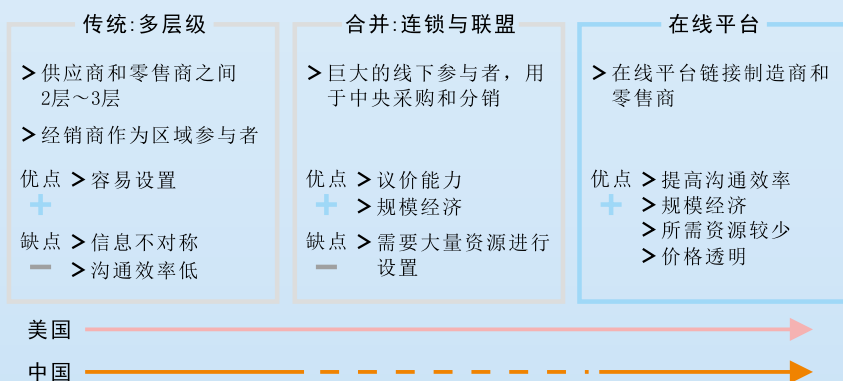 传统:多层级
>供应商和零售商之间
2层～3层
>经销商作为区域参与者
优点 >容易设置
+
缺点 >信息不对称
— >沟通效率低
合并:连锁与联盟
>巨大的线下参与者，用
于中央采购和分销
优点 >议价能力
+ >规模经济
缺点 >需要大量资源进行
— 设置
在线平台
>在线平台链接制造商和
零售商
优点 >提高沟通效率
+ >规模经济
>所需资源较少
>价格透明
美国
中国